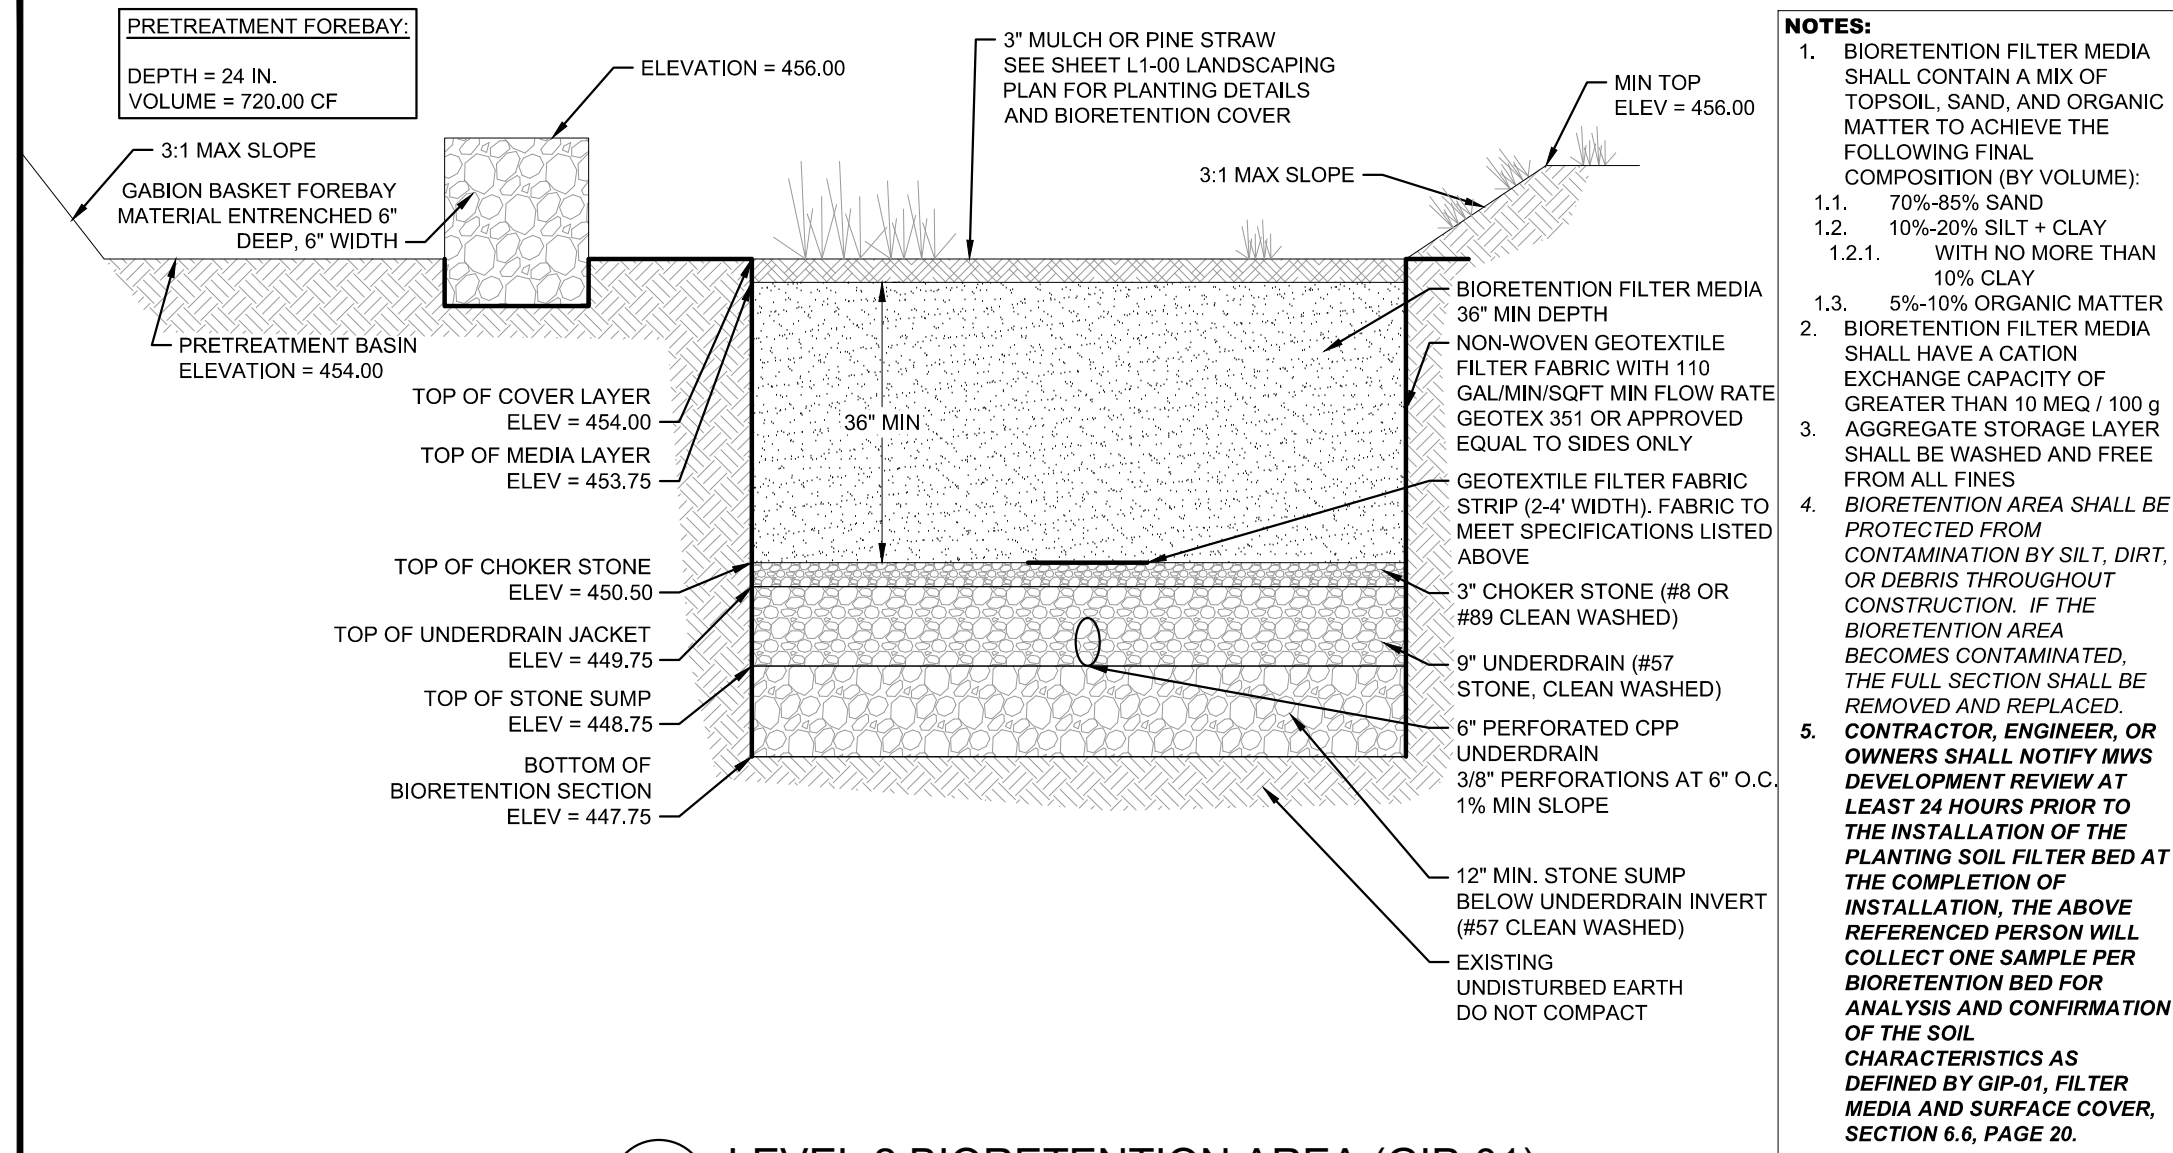 PRETREATMENT FOREBAY:
DEPTH = 24 IN.
VOLUME = 720.00 CF
3:1 MAX SLOPE
GABION BASKET FOREBAY
MATERIAL ENTRENCHED 6"
DEEP, 6" WIDTH
PRETREATMENT BASIN
ELEVATION = 454.00
ELEVATION = 456.00
3" MULCH OR PINE STRAW
SEE SHEET L1-00 LANDSCAPING
PLAN FOR PLANTING DETAILS
AND BIORETENTION COVER
MIN TOP
ELEV = 456.00
3:1 MAX SLOPE
TOP OF COVER LAYER
ELEV = 454.00
TOP OF MEDIA LAYER
ELEV = 453.75
TOP OF CHOKER STONE
ELEV = 450.50
TOP OF UNDERDRAIN JACKET
ELEV = 449.75
TOP OF STONE SUMP
ELEV = 448.75
BOTTOM OF
BIORETENTION SECTION
ELEV = 447.75
36" MIN
BIORETENTION FILTER MEDIA
36" MIN DEPTH
NON-WOVEN GEOTEXTILE
FILTER FABRIC WITH 110
GAL/MIN/SQFT MIN FLOW RATE
GEOTEX 351 OR APPROVED
EQUAL TO SIDES ONLY
GEOTEXTILE FILTER FABRIC
STRIP (2-4' WIDTH). FABRIC TO
MEET SPECIFICATIONS LISTED
ABOVE
3" CHOKER STONE (#8 OR
#89 CLEAN WASHED)
9" UNDERDRAIN (#57
STONE, CLEAN WASHED)
6" PERFORATED CPP
UNDERDRAIN
3/8" PERFORATIONS AT 6" O.C.
1% MIN SLOPE
12" MIN. STONE SUMP
BELOW UNDERDRAIN INVERT
(#57 CLEAN WASHED)
EXISTING
UNDISTURBED EARTH
DO NOT COMPACT
NOTES:
1. BIORETENTION FILTER MEDIA
SHALL CONTAIN A MIX OF
TOPSOIL, SAND, AND ORGANIC
MATTER TO ACHIEVE THE
FOLLOWING FINAL
COMPOSITION (BY VOLUME):
1.1. 70%-85% SAND
1.2. 10%-20% SILT + CLAY
1.2.1. WITH NO MORE THAN
10% CLAY
1.3. 5%-10% ORGANIC MATTER
2. BIORETENTION FILTER MEDIA
SHALL HAVE A CATION
EXCHANGE CAPACITY OF
GREATER THAN 10 MEQ / 100 g
3. AGGREGATE STORAGE LAYER
SHALL BE WASHED AND FREE
FROM ALL FINES
4. BIORETENTION AREA SHALL BE
PROTECTED FROM
CONTAMINATION BY SILT, DIRT,
OR DEBRIS THROUGHOUT
CONSTRUCTION. IF THE
BIORETENTION AREA
BECOMES CONTAMINATED,
THE FULL SECTION SHALL BE
REMOVED AND REPLACED.
5. CONTRACTOR, ENGINEER, OR
OWNERS SHALL NOTIFY MWS
DEVELOPMENT REVIEW AT
LEAST 24 HOURS PRIOR TO
THE INSTALLATION OF THE
PLANTING SOIL FILTER BED AT
THE COMPLETION OF
INSTALLATION, THE ABOVE
REFERENCED PERSON WILL
COLLECT ONE SAMPLE PER
BIORETENTION BED FOR
ANALYSIS AND CONFIRMATION
OF THE SOIL
CHARACTERISTICS AS
DEFINED BY GIP-01, FILTER
MEDIA AND SURFACE COVER,
SECTION 6.6, PAGE 20.
BIORETENTION AREA